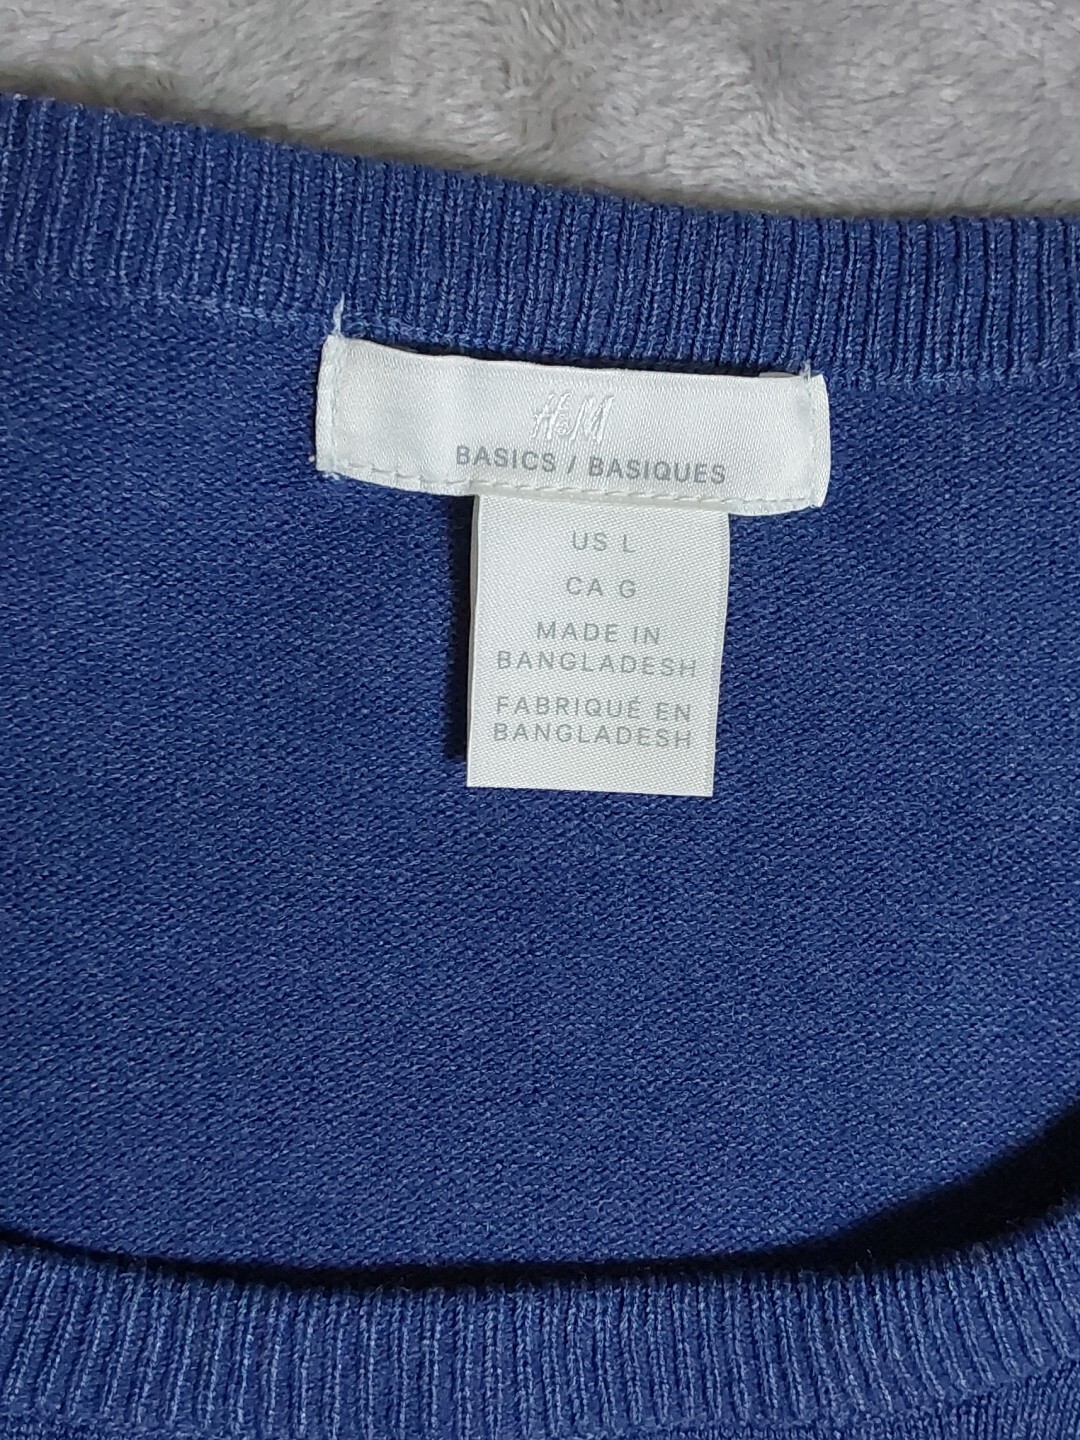 H&M
BASICS / BASIQUES
US L
CA G
MADE IN
BANGLADESH
FABRIQUÉ EN
BANGLADESH